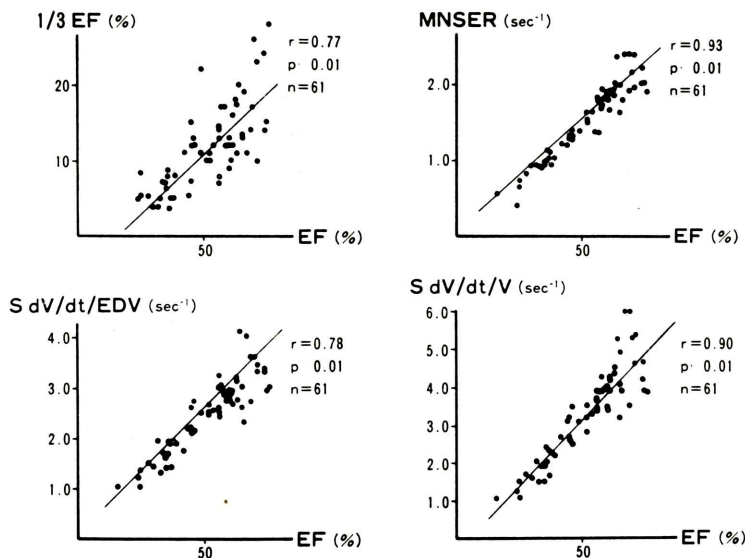 1/3 EF (%)
r=0.77
p· 0.01
n=61
20
10
50
EF (%)
MNSER (sec⁻¹)
r=0.93
p· 0.01
n=61
2.0
1.0
50
EF (%)
S dV/dt/EDV (sec⁻¹)
r=0.78
p 0.01
n=61
4.0
3.0
2.0
1.0
50
EF (%)
S dV/dt/V (sec⁻¹)
r=0.90
p 0.01
n=61
6.0
5.0
4.0
3.0
2.0
1.0
50
EF (%)